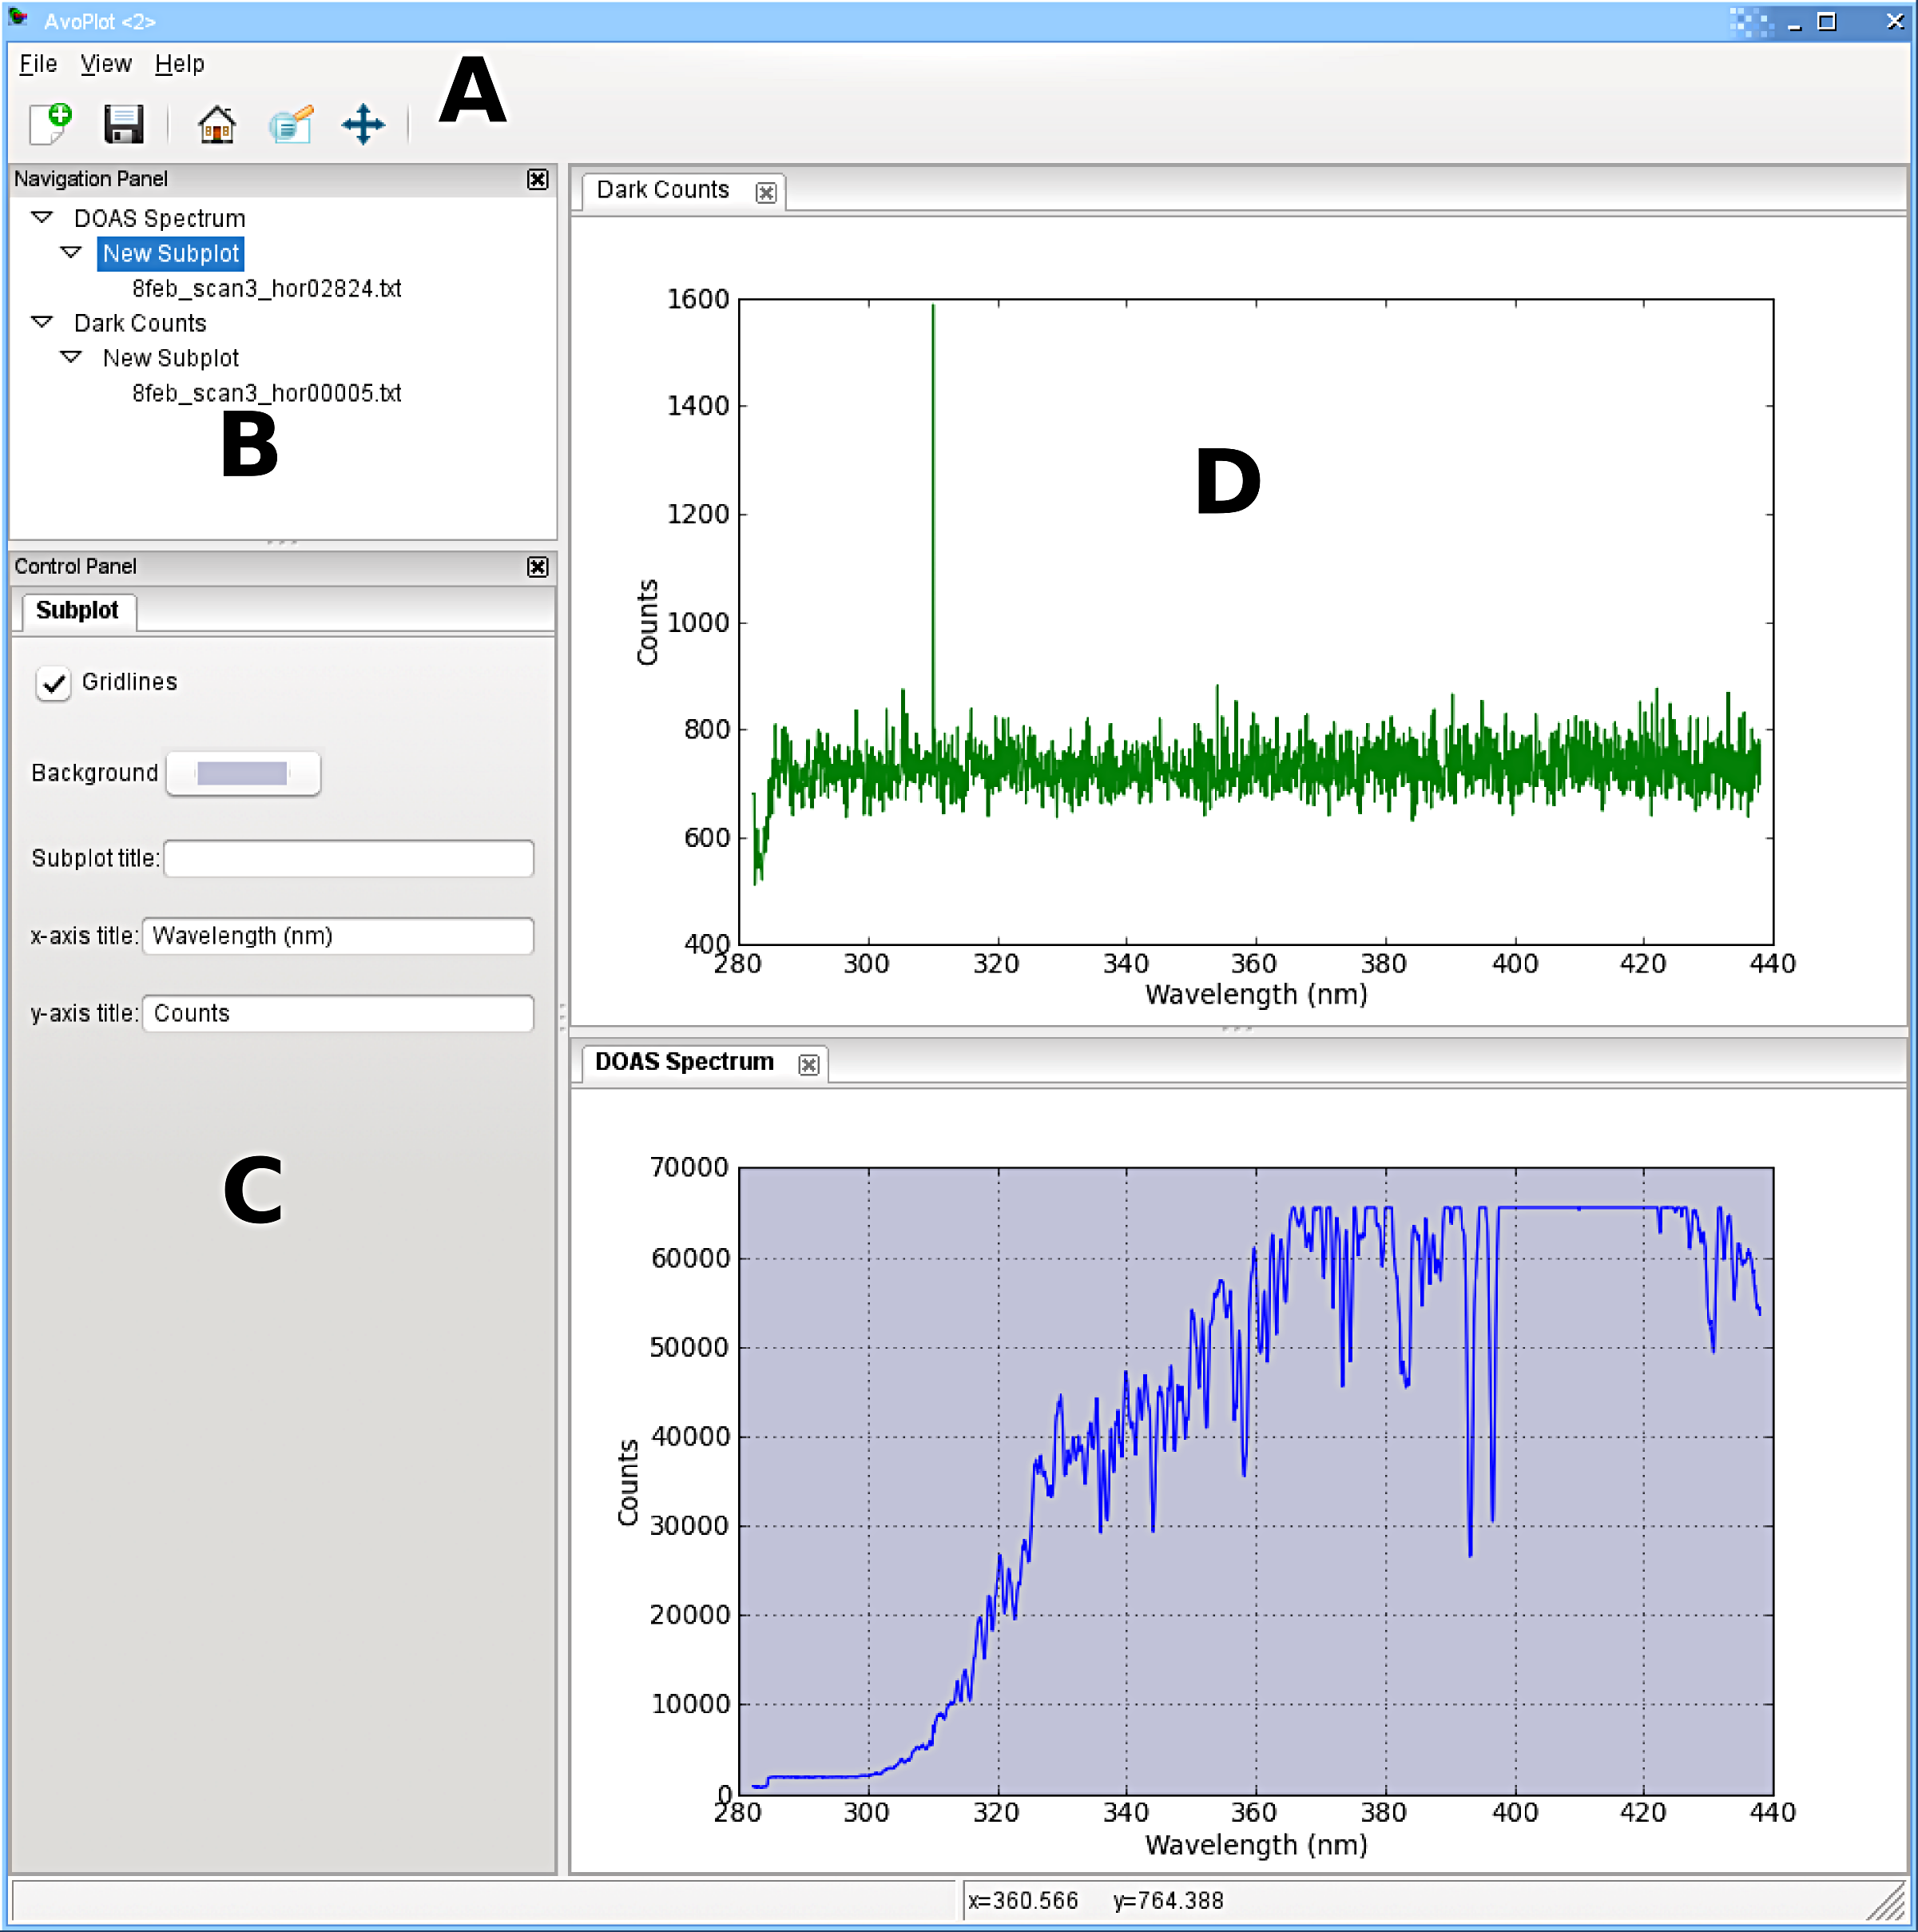 AvoPlot <2>
File View Help
A
Navigation Panel
DOAS Spectrum
New Subplot
8feb_scan3_hor02824.txt
Dark Counts
New Subplot
8feb_scan3_hor00005.txt
B
Control Panel
Subplot
Gridlines
Background
Subplot title:
x-axis title: Wavelength (nm)
y-axis title: Counts
C
Dark Counts
1600
1400
1200
1000
800
600
400
Counts
D
280 300 320 340 360 380 400 420 440
Wavelength (nm)
DOAS Spectrum
70000
60000
50000
40000
30000
20000
10000
0
Counts
280 300 320 340 360 380 400 420 440
Wavelength (nm)
x=360.566 y=764.388